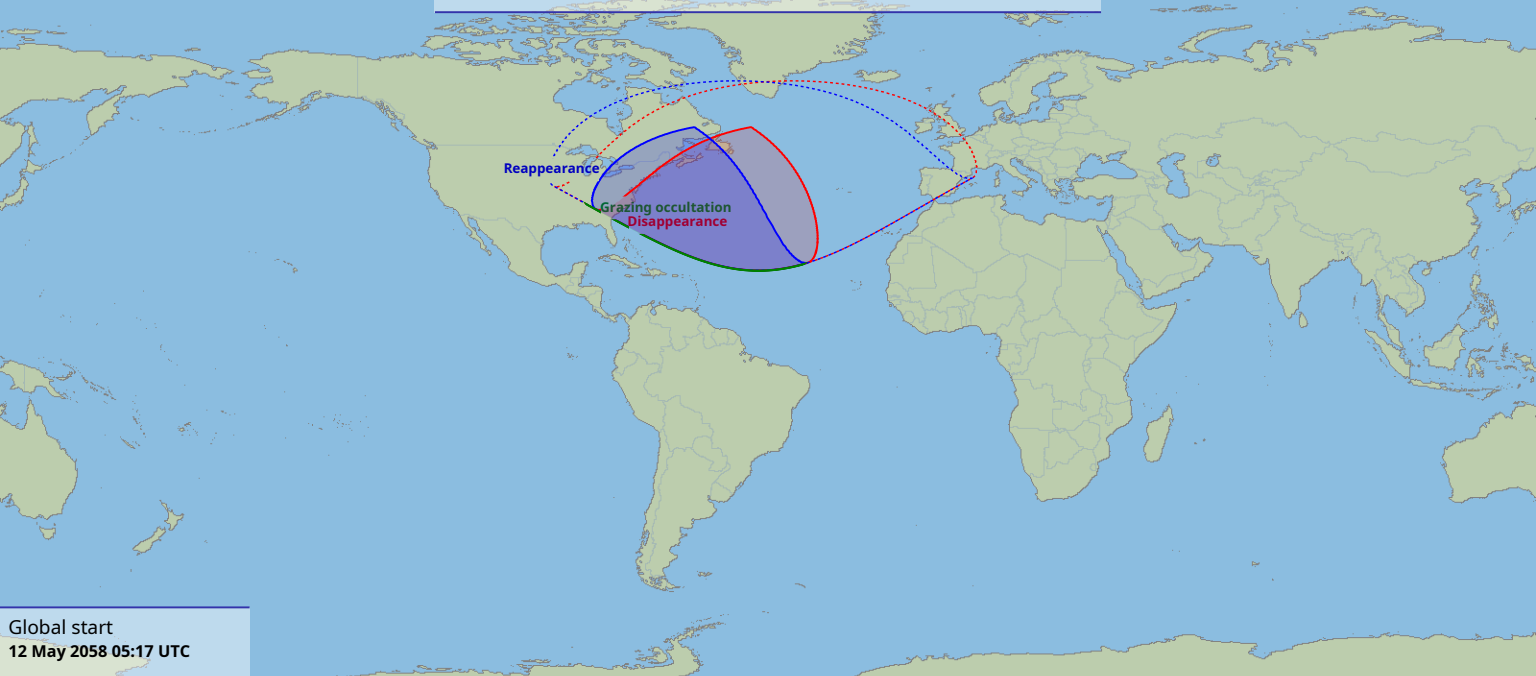 Reappearance
Grazing occultation
Disappearance
Global start
12 May 2058 05:17 UTC